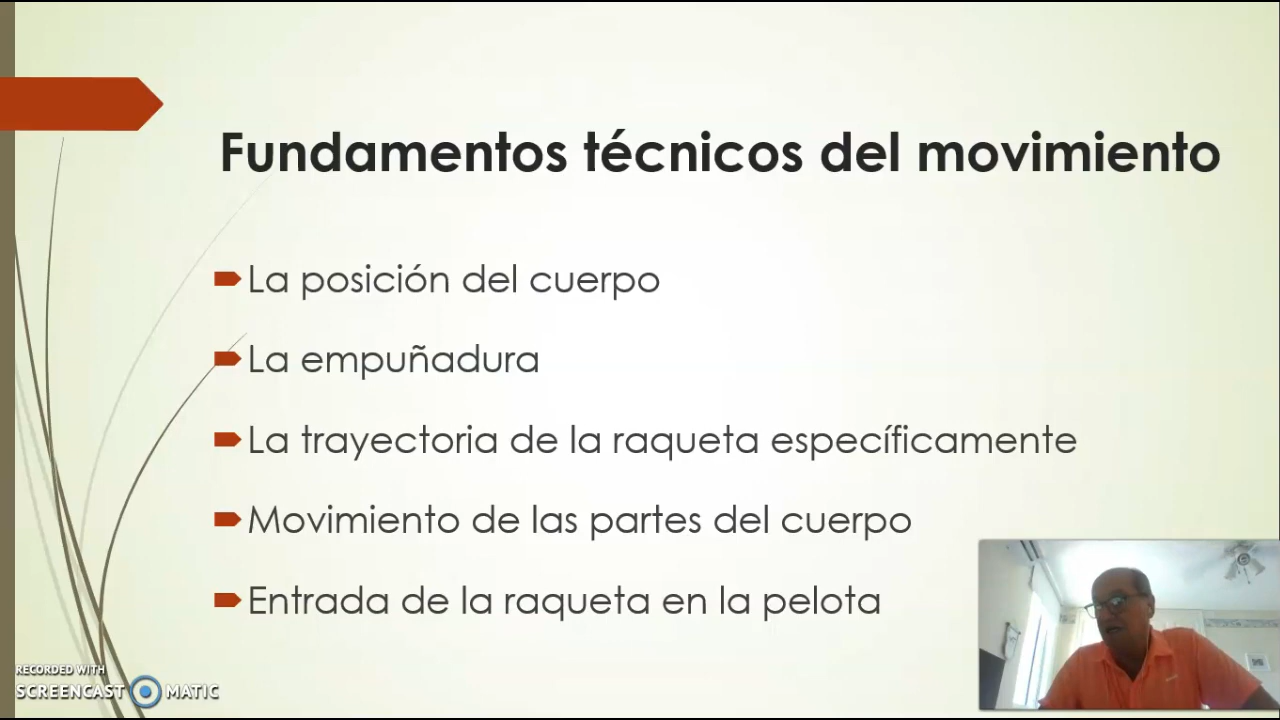 Fundamentos técnicos del movimiento
La posición del cuerpo
La empuñadura
La trayectoria de la raqueta específicamente
Movimiento de las partes del cuerpo
Entrada de la raqueta en la pelota
RECORDED WITH
SCREENCAST MATIC